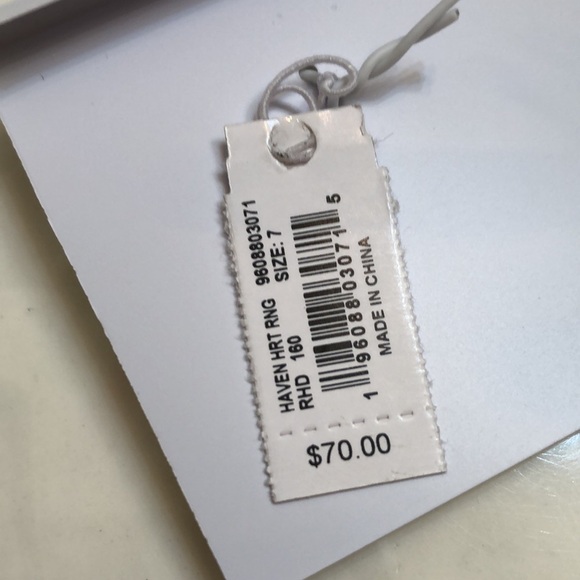 HAVEN HRT RNG 9608803071
RHD 160 SIZE: 7
1 96088 03071 5
MADE IN CHINA
$70.00